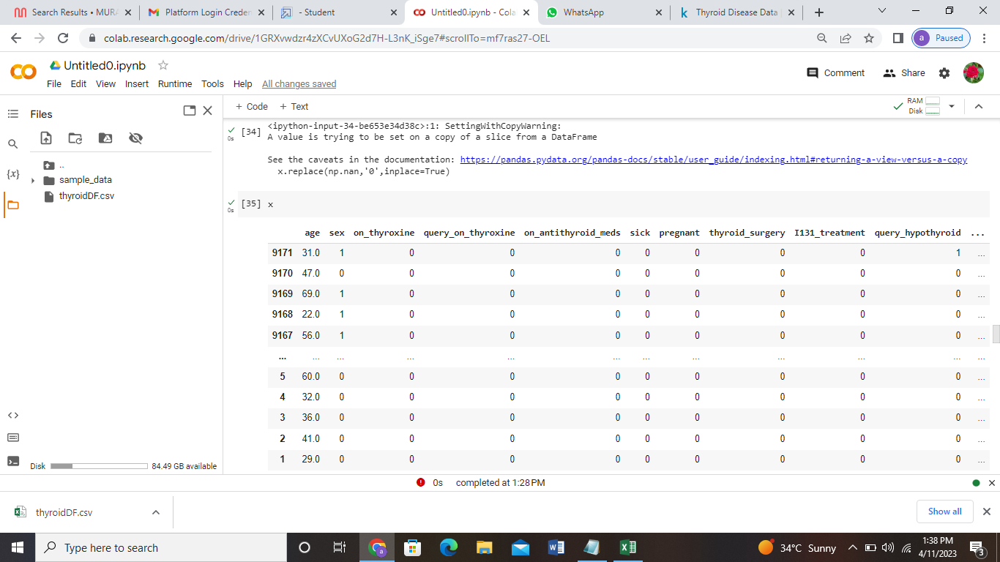 Search Results • MURA
Platform Login Creden
- Student
Untitled0.ipynb - Cola
WhatsApp
Thyroid Disease Data
colab.research.google.com/drive/1GRXvwdzr4zXCvUXoG2d7H-L3nK_iSge7#scrollTo=mf7ras27-OEL
a Paused
Untitled0.ipynb
File Edit View Insert Runtime Tools Help All changes saved
Comment Share
Files
+ Code + Text
RAM
Disk
..
sample_data
thyroidDF.csv
{x}
0s
[34] <ipython-input-34-be653e34d38c>:1: SettingWithCopyWarning:
A value is trying to be set on a copy of a slice from a DataFrame
See the caveats in the documentation: https://pandas.pydata.org/pandas-docs/stable/user_guide/indexing.html#returning-a-view-versus-a-copy
x.replace(np.nan,'0',inplace=True)
0s
[35] x
age sex on_thyroxine query_on_thyroxine on_antithyroid_meds sick pregnant thyroid_surgery I131_treatment query_hypothyroid ...
9171 31.0 1 0 0 0 0 0 0 0 1 ...
9170 47.0 0 0 0 0 0 0 0 0 0 ...
9169 69.0 1 0 0 0 0 0 0 0 0 ...
9168 22.0 1 0 0 0 0 0 0 0 0 ...
9167 56.0 1 0 0 0 0 0 0 0 0 ...
... ... ... ... ... ... ... ... ... ... ... ...
5 60.0 0 0 0 0 0 0 0 0 0 ...
4 32.0 0 0 0 0 0 0 0 0 0 ...
3 36.0 0 0 0 0 0 0 0 0 0 ...
2 41.0 0 0 0 0 0 0 0 0 0 ...
1 29.0 0 0 0 0 0 0 0 0 0 ...
Disk 84.49 GB available
0s completed at 1:28 PM
thyroidDF.csv
Show all
Type here to search
34°C Sunny
1:38 PM
4/11/2023
3